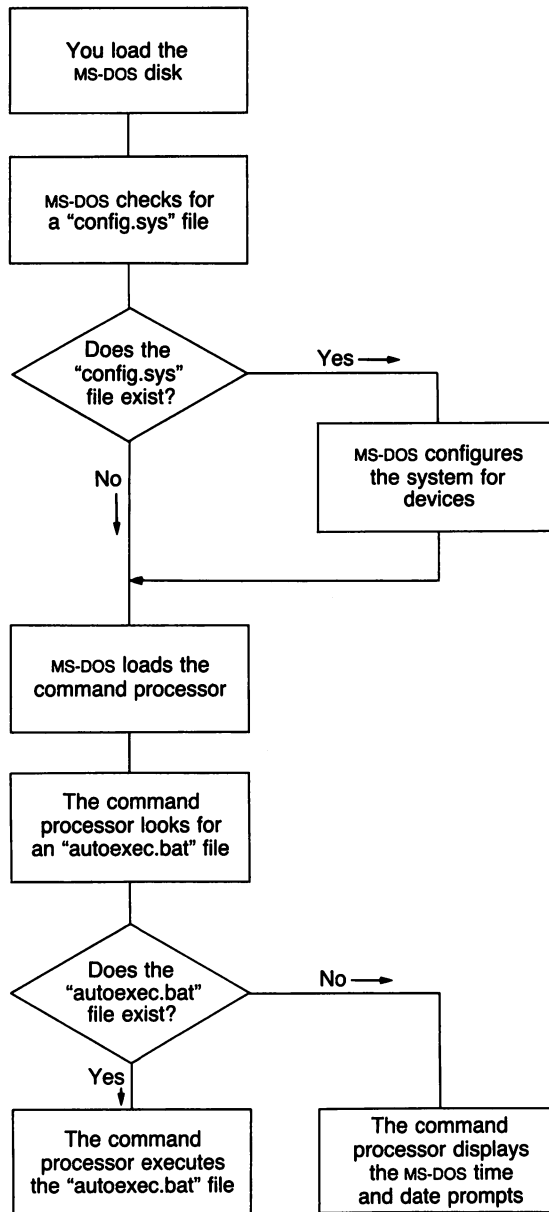 You load the
MS-DOS disk
MS-DOS checks for
a “config.sys” file
Does the
“config.sys”
file exist?
Yes
MS-DOS configures
the system for
devices
No
MS-DOS loads the
command processor
The command
processor looks for
an “autoexec.bat” file
Does the
“autoexec.bat”
file exist?
No
Yes
The command
processor executes
the “autoexec.bat” file
The command
processor displays
the MS-DOS time
and date prompts